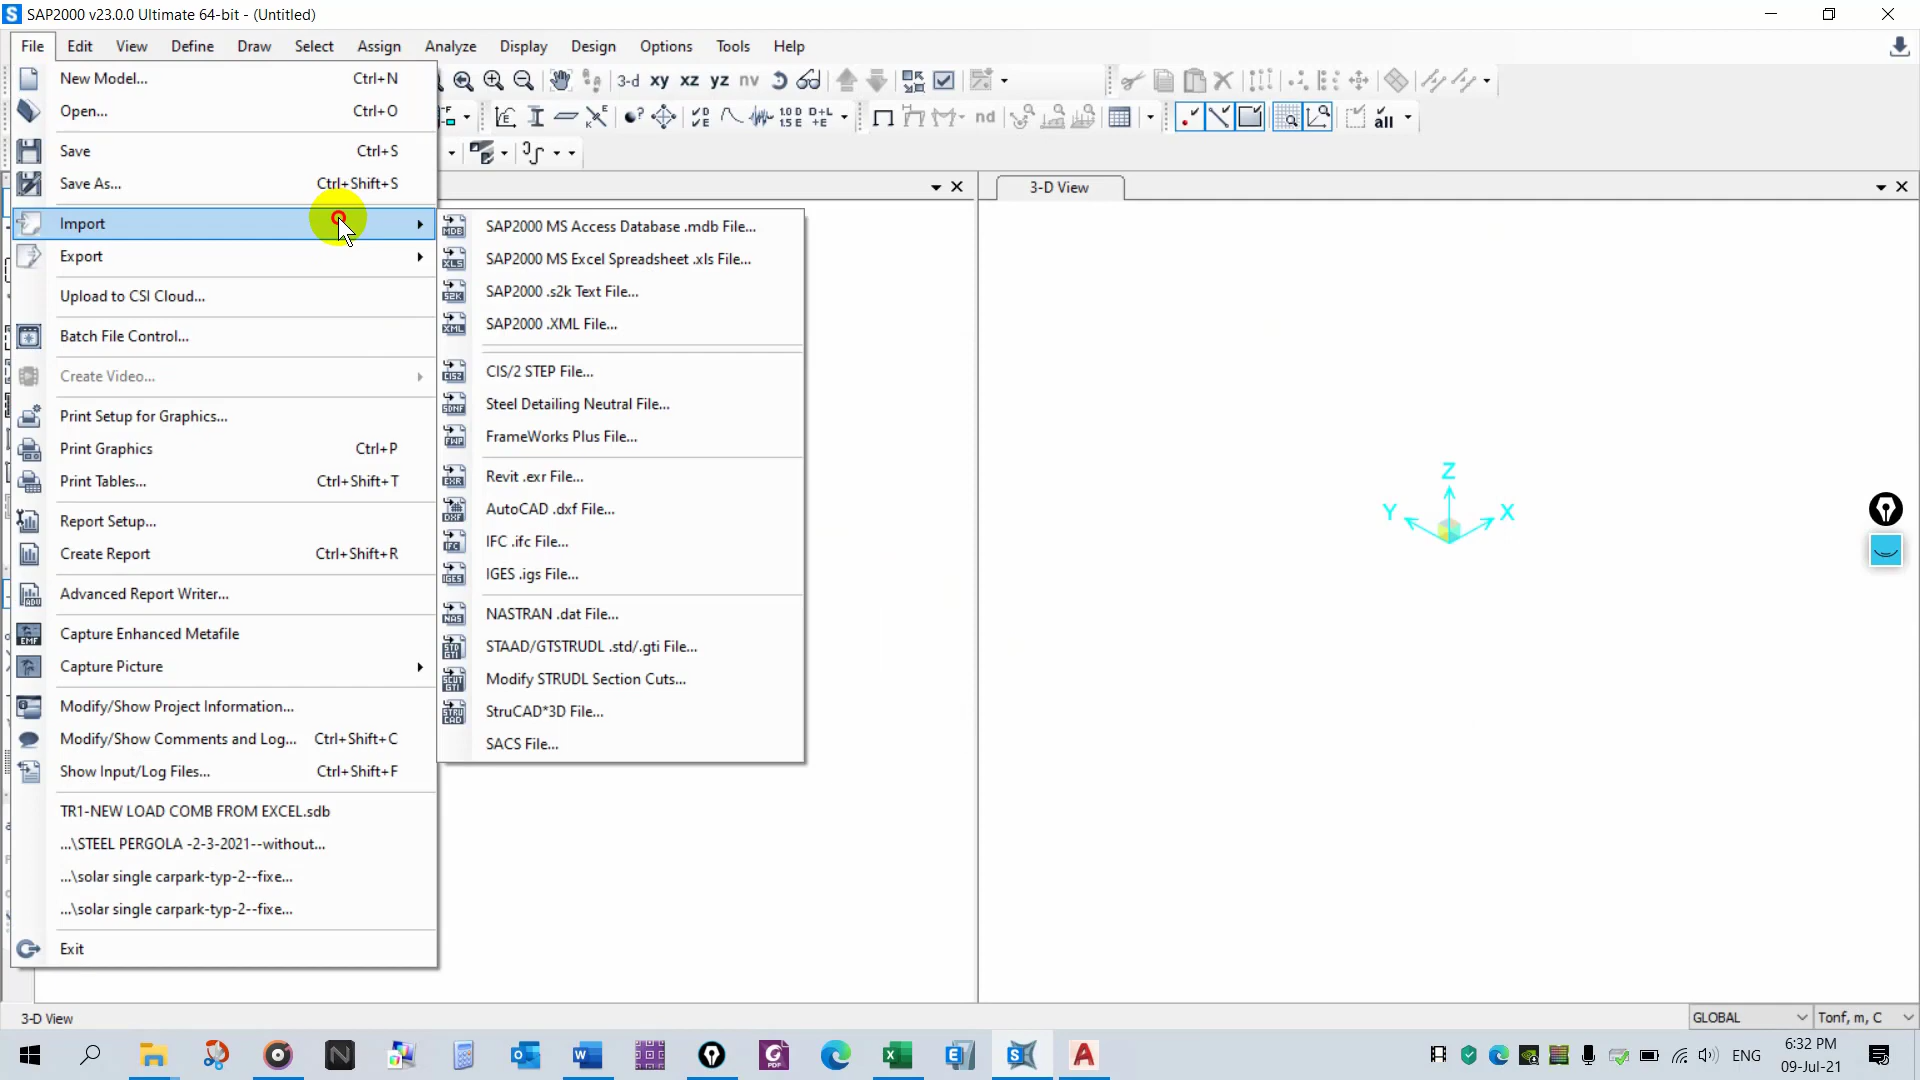 SAP2000 v23.0.0 Ultimate 64-bit - (Untitled)
File Edit View Define Draw Select Assign Analyze Display Design Options Tools Help
New Model... Ctrl+N
3-d xy xz yz nv
Open... Ctrl+O
nd
all
Save Ctrl+S
Save As... Ctrl+Shift+S
3-D View
Import
Export
Upload to CSI Cloud...
Batch File Control...
Create Video...
Print Setup for Graphics...
Print Graphics Ctrl+P
Print Tables... Ctrl+Shift+T
Report Setup...
Create Report Ctrl+Shift+R
Advanced Report Writer...
Capture Enhanced Metafile
Capture Picture
Modify/Show Project Information...
Modify/Show Comments and Log... Ctrl+Shift+C
Show Input/Log Files... Ctrl+Shift+F
TR1-NEW LOAD COMB FROM EXCEL.sdb
...\STEEL PERGOLA -2-3-2021--without...
...\solar single carpark-typ-2--fixe...
...\solar single carpark-typ-2--fixe...
Exit
SAP2000 MS Access Database .mdb File...
SAP2000 MS Excel Spreadsheet .xls File...
SAP2000 .s2k Text File...
SAP2000 .XML File...
CIS/2 STEP File...
Steel Detailing Neutral File...
FrameWorks Plus File...
Revit .exr File...
AutoCAD .dxf File...
IFC .ifc File...
IGES .igs File...
NASTRAN .dat File...
STAAD/GTSTRUDL .std/.gti File...
Modify STRUDL Section Cuts...
StruCAD*3D File...
SACS File...
Z
Y X
3-D View
GLOBAL
Tonf, m, C
ENG
6:32 PM
09-Jul-21